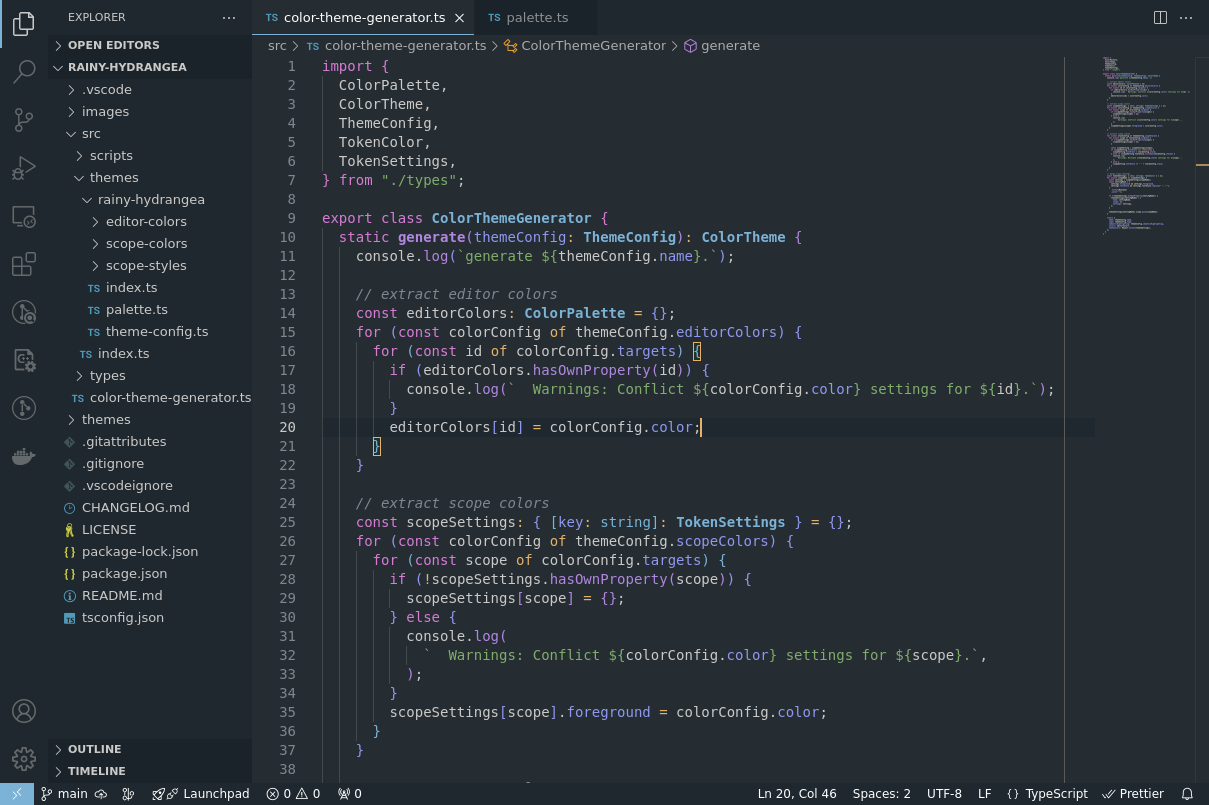 EXPLORER
OPEN EDITORS
RAINY-HYDRANGEA
.vscode
images
src
scripts
themes
rainy-hydrangea
editor-colors
scope-colors
scope-styles
TS index.ts
TS palette.ts
TS theme-config.ts
TS index.ts
types
TS color-theme-generator.ts
themes
.gitattributes
.gitignore
.vscodeignore
CHANGELOG.md
LICENSE
{} package-lock.json
{} package.json
README.md
TS tsconfig.json
OUTLINE
TIMELINE
TS color-theme-generator.ts
TS palette.ts
src > TS color-theme-generator.ts > ColorThemeGenerator > generate
1 import {
2   ColorPalette,
3   ColorTheme,
4   ThemeConfig,
5   TokenColor,
6   TokenSettings,
7 } from "./types";
8
9 export class ColorThemeGenerator {
10   static generate(themeConfig: ThemeConfig): ColorTheme {
11     console.log(`generate ${themeConfig.name}.`);
12
13     // extract editor colors
14     const editorColors: ColorPalette = {};
15     for (const colorConfig of themeConfig.editorColors) {
16       for (const id of colorConfig.targets) {
17         if (editorColors.hasOwnProperty(id)) {
18           console.log(`  Warnings: Conflict ${colorConfig.color} settings for ${id}.`);
19         }
20         editorColors[id] = colorConfig.color;
21       }
22     }
23
24     // extract scope colors
25     const scopeSettings: { [key: string]: TokenSettings } = {};
26     for (const colorConfig of themeConfig.scopeColors) {
27       for (const scope of colorConfig.targets) {
28         if (!scopeSettings.hasOwnProperty(scope)) {
29           scopeSettings[scope] = {};
30         } else {
31           console.log(
32             `  Warnings: Conflict ${colorConfig.color} settings for ${scope}.`,
33           );
34         }
35         scopeSettings[scope].foreground = colorConfig.color;
36       }
37     }
38
main
Launchpad
0
0
0
Ln 20, Col 46
Spaces: 2
UTF-8
LF
{} TypeScript
Prettier